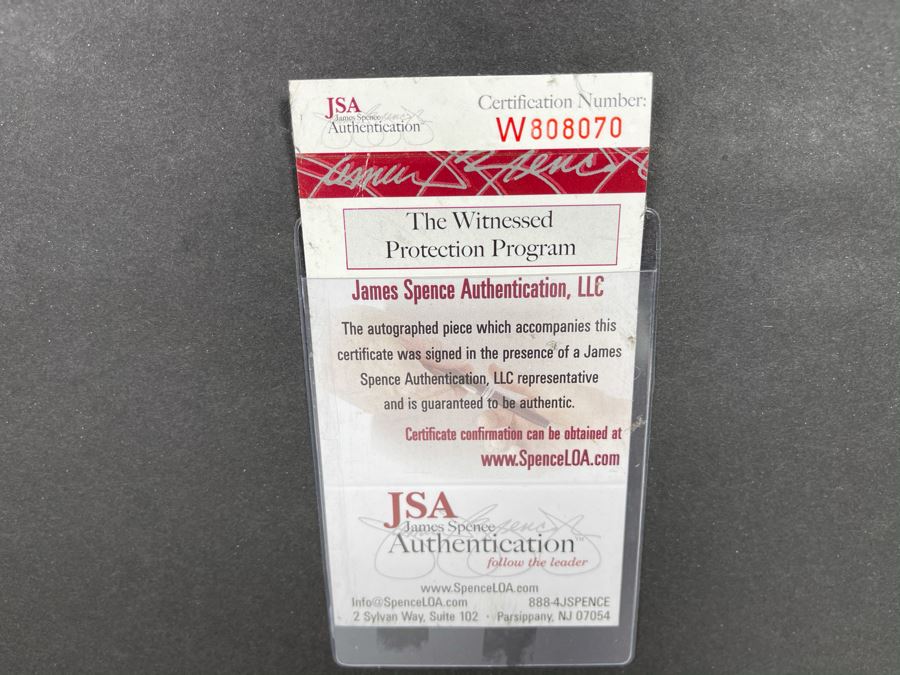 JSA
James Spence
Authentication
Certification Number:
W808070
The Witnessed
Protection Program
James Spence Authentication, LLC
The autographed piece which accompanies this
certificate was signed in the presence of a James
Spence Authentication, LLC representative
and is guaranteed to be authentic.
Certificate confirmation can be obtained at
www.SpenceLOA.com
JSA
James Spence
Authentication™
follow the leader
www.SpenceLOA.com
Info@SpenceLOA.com 888-4JSPENCE
2 Sylvan Way, Suite 102 · Parsippany, NJ 07054